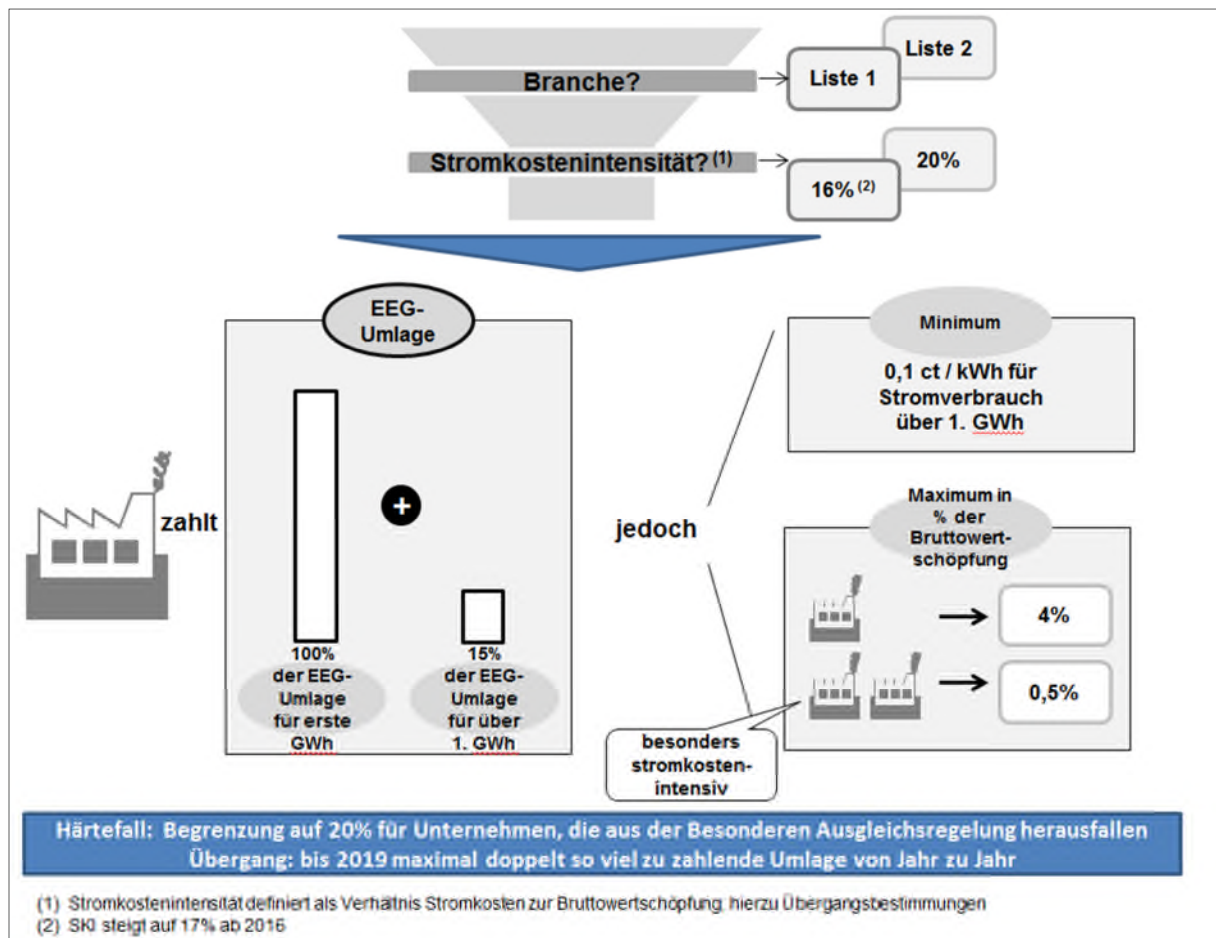 Branche?
Liste 1
Liste 2
Stromkostenintensität? (1)
16% (2)
20%
EEG-
Umlage
zahlt
+
100%
der EEG-
Umlage
für erste
GWh
15%
der EEG-
Umlage
für über
1. GWh
jedoch
Minimum
0,1 ct / kWh für
Stromverbrauch
über 1. GWh
Maximum in
% der
Bruttowert-
schöpfung
4%
0,5%
besonders
stromkosten-
intensiv
Härtefall: Begrenzung auf 20% für Unternehmen, die aus der Besonderen Ausgleichsregelung herausfallen
Übergang: bis 2019 maximal doppelt so viel zu zahlende Umlage von Jahr zu Jahr
(1) Stromkostenintensität definiert als Verhältnis Stromkosten zur Bruttowertschöpfung; hierzu Übergangsbestimmungen
(2) SKI steigt auf 17% ab 2016